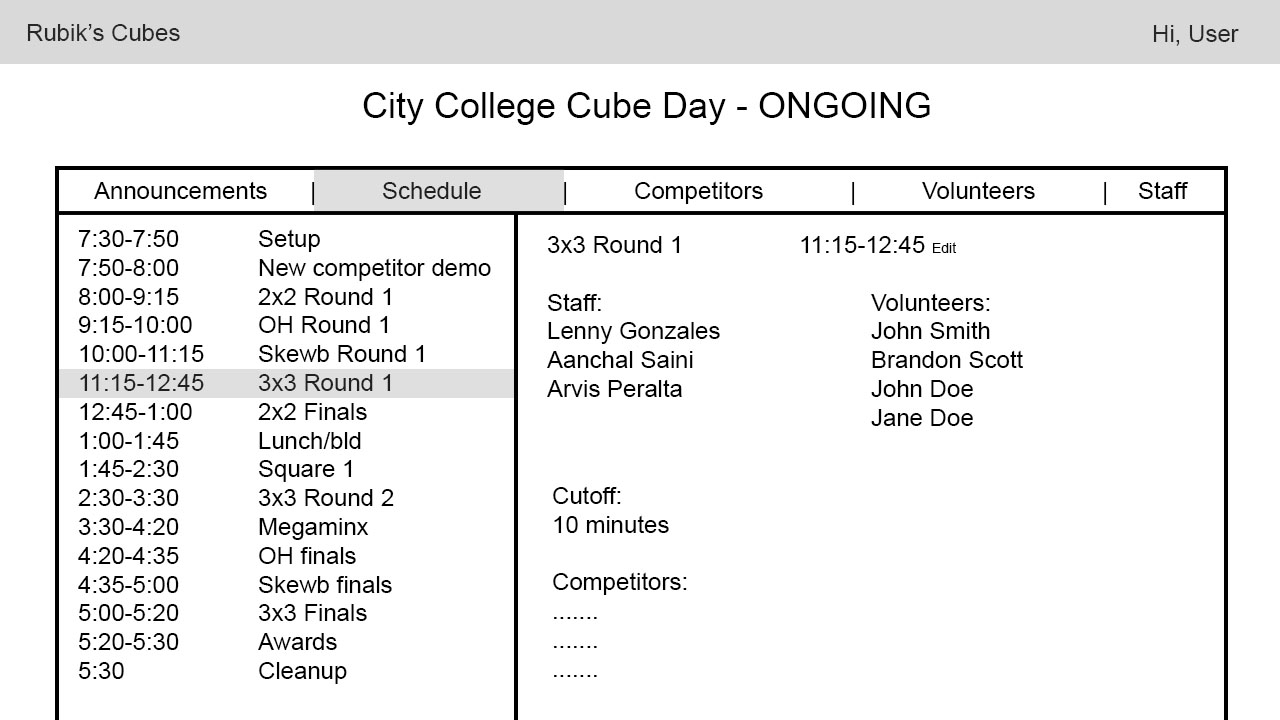 Rubik’s Cubes
Hi, User
City College Cube Day - ONGOING
Announcements | Schedule | Competitors | Volunteers | Staff
7:30-7:50 Setup
7:50-8:00 New competitor demo
8:00-9:15 2x2 Round 1
9:15-10:00 OH Round 1
10:00-11:15 Skewb Round 1
11:15-12:45 3x3 Round 1
12:45-1:00 2x2 Finals
1:00-1:45 Lunch/bld
1:45-2:30 Square 1
2:30-3:30 3x3 Round 2
3:30-4:20 Megaminx
4:20-4:35 OH finals
4:35-5:00 Skewb finals
5:00-5:20 3x3 Finals
5:20-5:30 Awards
5:30 Cleanup
3x3 Round 1 11:15-12:45 Edit
Staff:
Lenny Gonzales
Aanchal Saini
Arvis Peralta
Volunteers:
John Smith
Brandon Scott
John Doe
Jane Doe
Cutoff:
10 minutes
Competitors:
.......
.......
.......